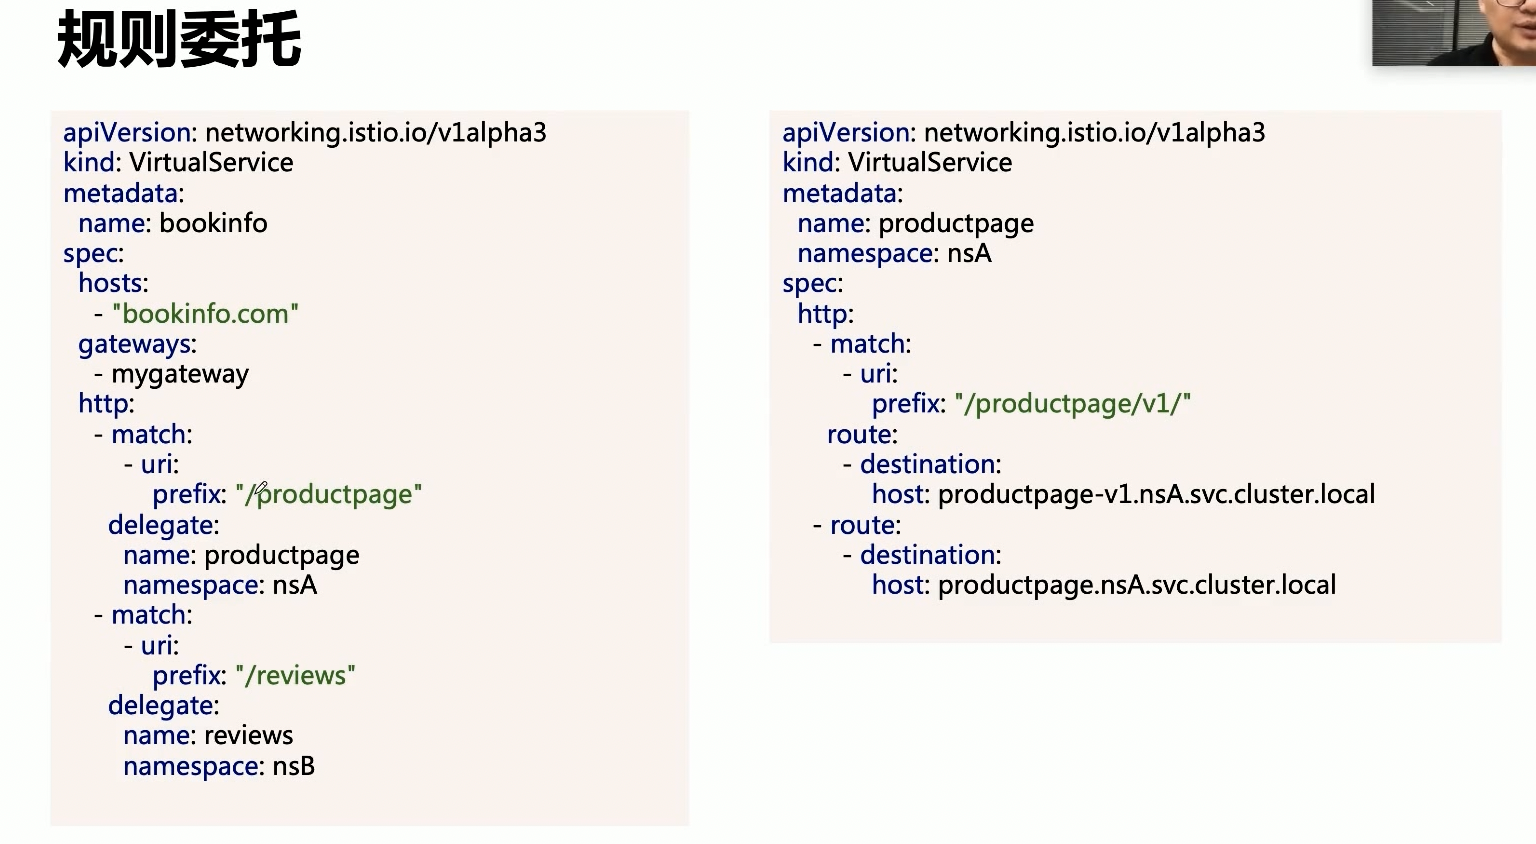 规则委托
apiVersion: networking.istio.io/v1alpha3
kind: VirtualService
metadata:
  name: bookinfo
spec:
  hosts:
    - "bookinfo.com"
  gateways:
    - mygateway
  http:
    - match:
        - uri:
            prefix: "/productpage"
      delegate:
        name: productpage
        namespace: nsA
    - match:
        - uri:
            prefix: "/reviews"
      delegate:
        name: reviews
        namespace: nsB
apiVersion: networking.istio.io/v1alpha3
kind: VirtualService
metadata:
  name: productpage
  namespace: nsA
spec:
  http:
    - match:
        - uri:
            prefix: "/productpage/v1/"
      route:
        - destination:
            host: productpage-v1.nsA.svc.cluster.local
    - route:
        - destination:
            host: productpage.nsA.svc.cluster.local